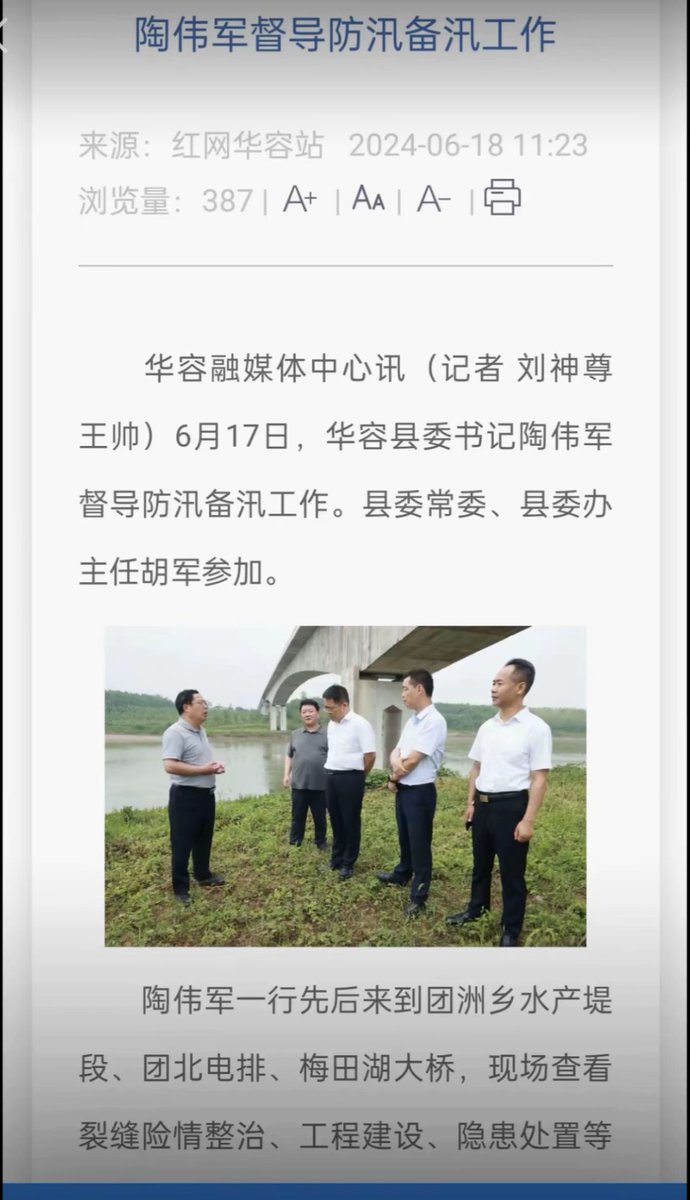 陶伟军督导防汛备汛工作
来源：红网华容站 2024-06-18 11:23
浏览量：387 | A+ | AA | A- |
华容融媒体中心讯（记者 刘神尊
王帅）6月17日，华容县委书记陶伟军
督导防汛备汛工作。县委常委、县委办
主任胡军参加。
陶伟军一行先后来到团洲乡水产堤
段、团北电排、梅田湖大桥，现场查看
裂缝险情整治、工程建设、隐患处置等